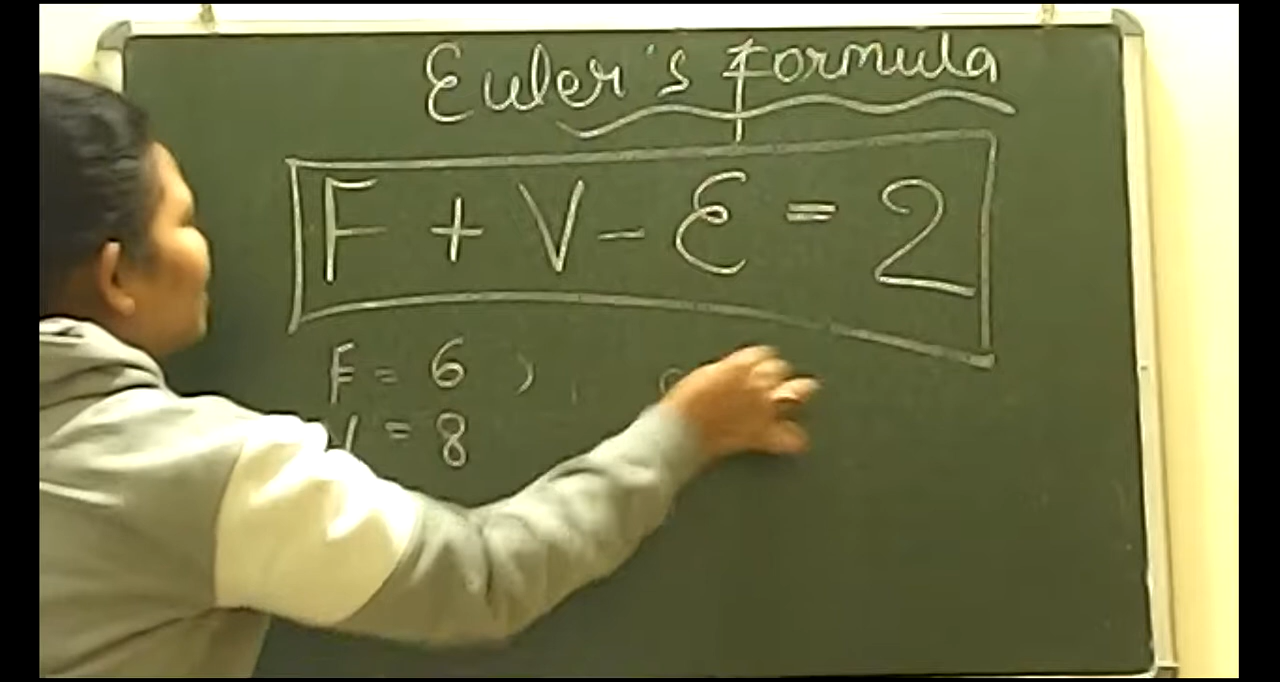 Euler's Formula
F + V - E = 2
F = 6 ,
V = 8